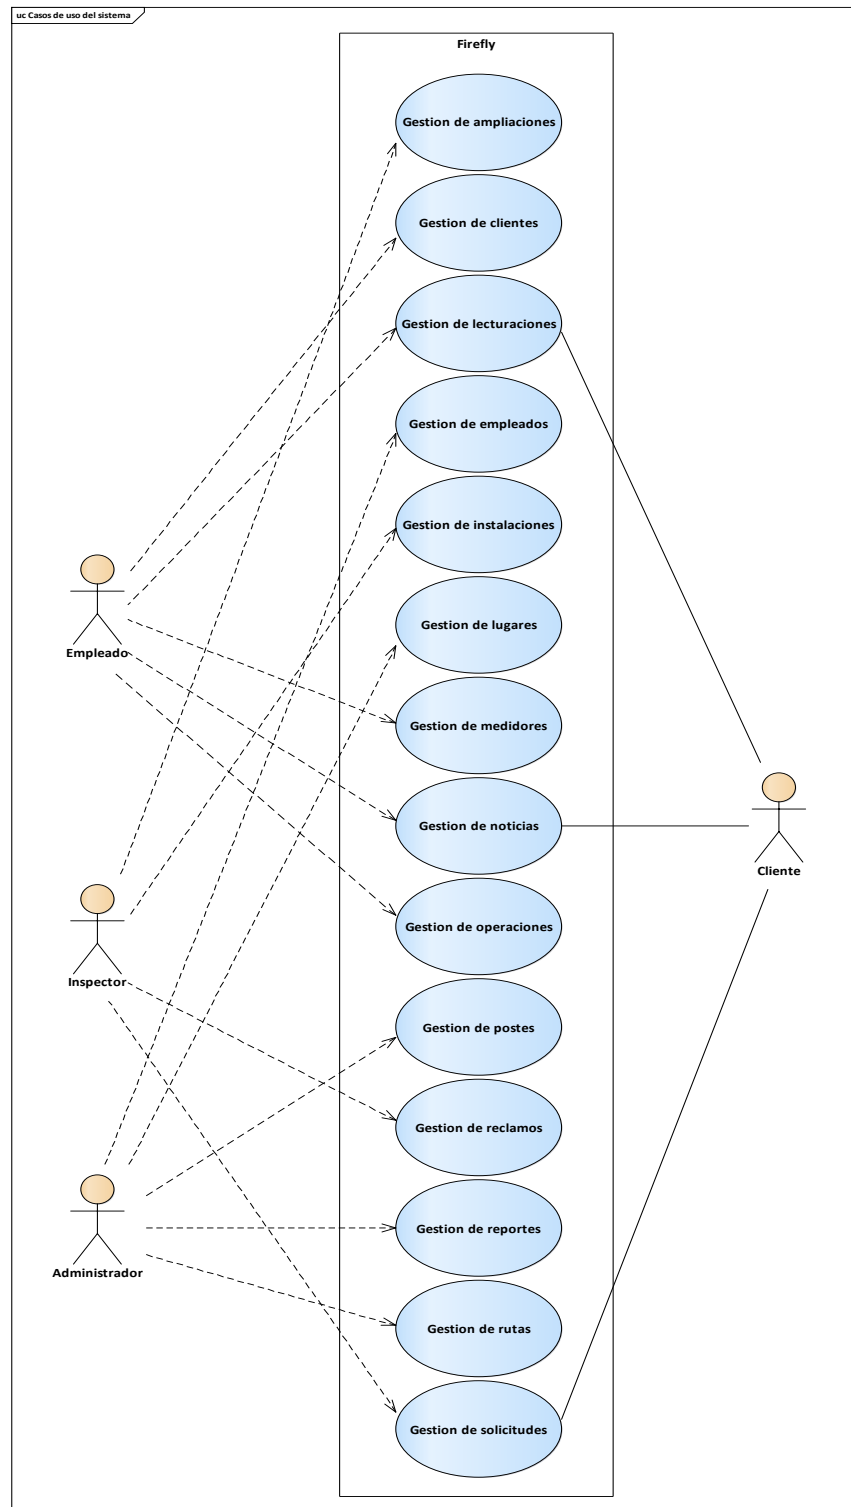 uc Casos de uso del sistema
Firefly
Gestion de ampliaciones
Gestion de clientes
Gestion de lecturaciones
Gestion de empleados
Gestion de instalaciones
Gestion de lugares
Empleado
Gestion de medidores
Gestion de noticias
Cliente
Gestion de operaciones
Inspector
Gestion de postes
Gestion de reclamos
Gestion de reportes
Administrador
Gestion de rutas
Gestion de solicitudes